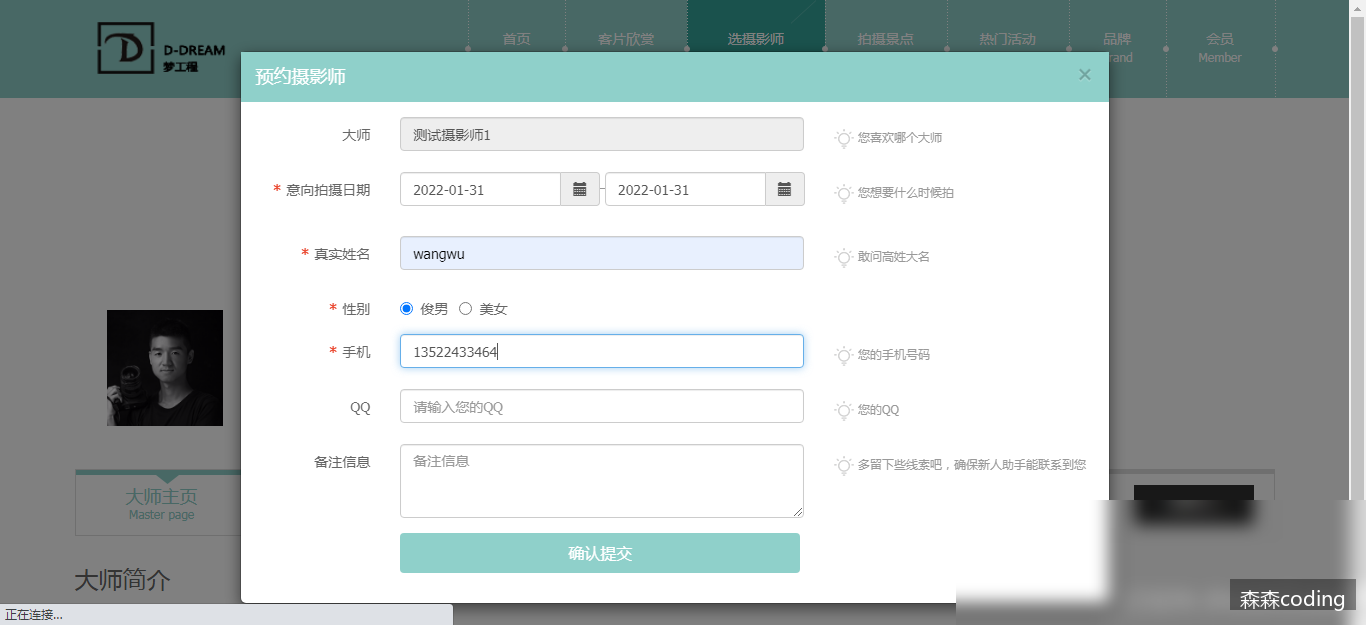 D-DREAM
梦工程
首页
客片欣赏
选摄影师
拍摄景点
热门活动
品牌
会员
rand
Member
预约摄影师
×
大师
测试摄影师1
您喜欢哪个大师
* 意向拍摄日期
2022-01-31
-
2022-01-31
您想要什么时候拍
* 真实姓名
wangwu
敢问高姓大名
* 性别
俊男
美女
* 手机
13522433464
您的手机号码
QQ
请输入您的QQ
您的QQ
备注信息
备注信息
多留下些线索吧，确保新人助手能联系到您
确认提交
大师主页
Master page
大师简介
正在连接...
森森coding